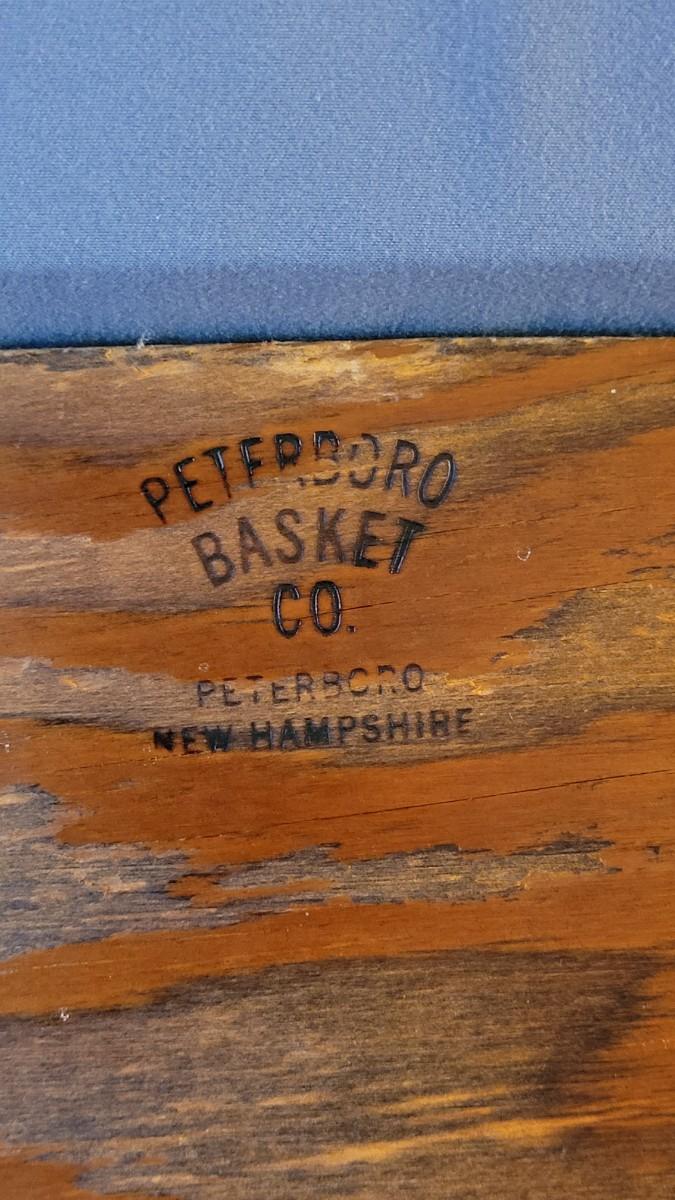 PETERBORO
BASKET
CO.
PETERBORO
NEW HAMPSHIRE